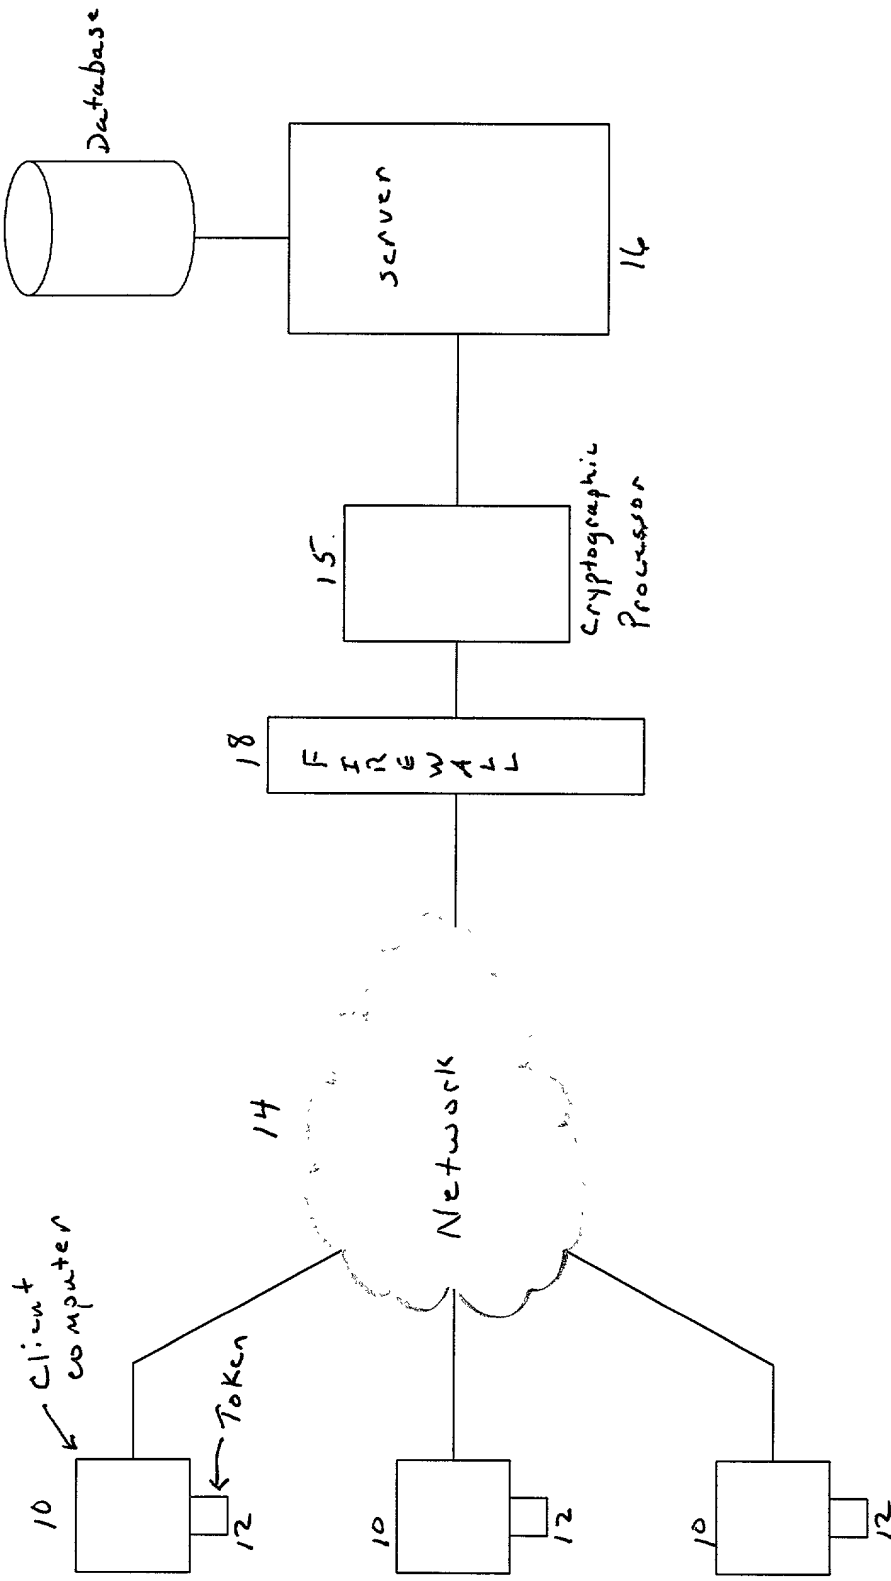 Database
server
16
15.
Cryptographic
Processor
18
FIREWALL
14
Network
Client
computer
10
Token
12
10
12
10
12